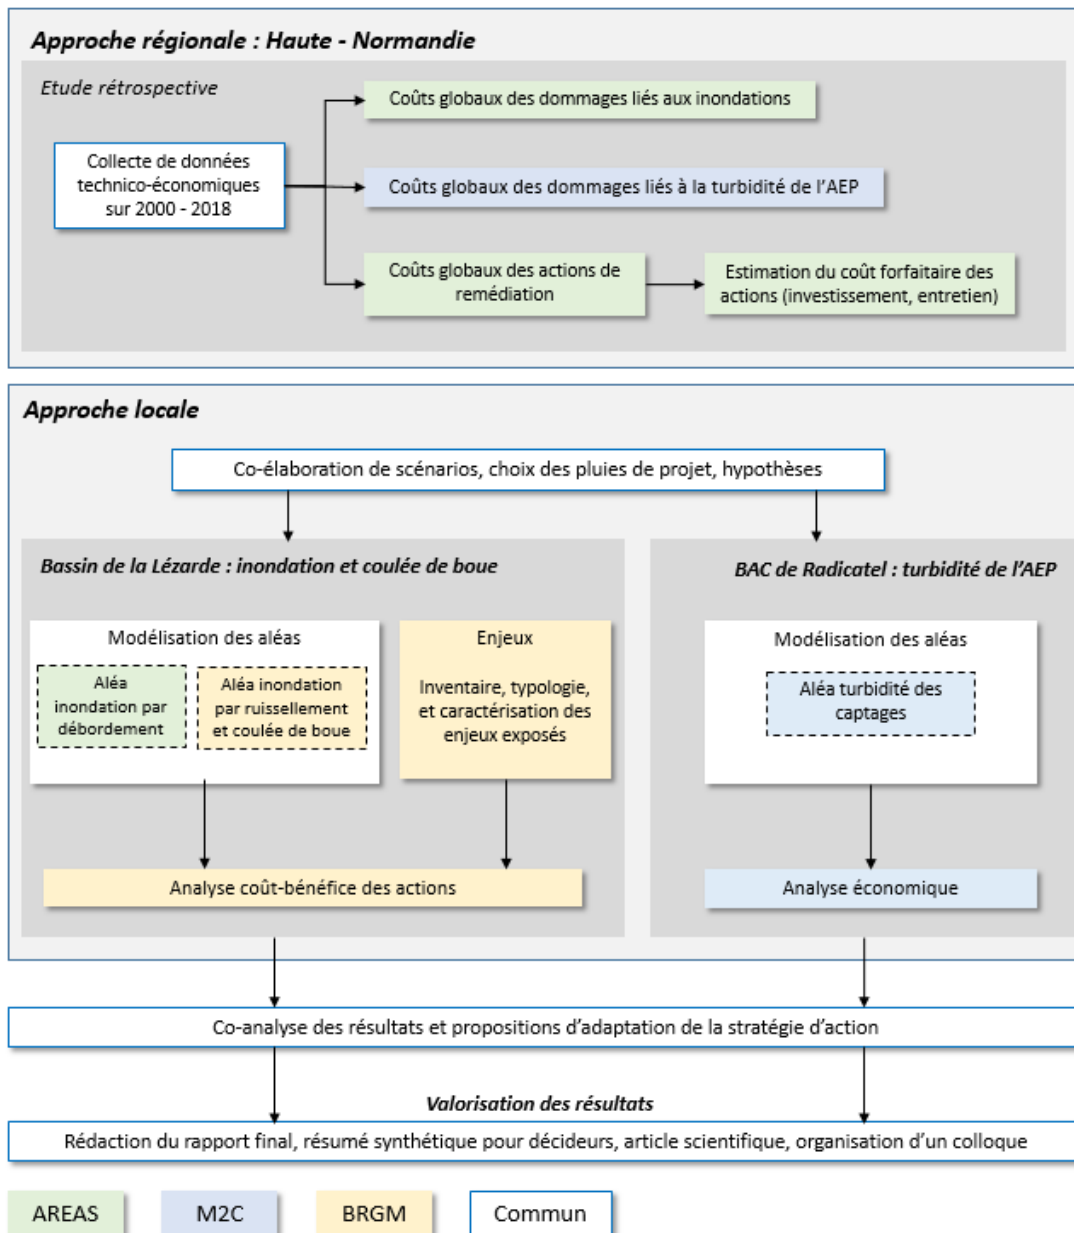 Approche régionale : Haute - Normandie
Etude rétrospective
Collecte de données
technico-économiques
sur 2000 - 2018
Coûts globaux des dommages liés aux inondations
Coûts globaux des dommages liés à la turbidité de l’AEP
Coûts globaux des actions de
remédiation
Estimation du coût forfaitaire des
actions (investissement, entretien)
Approche locale
Co-élaboration de scénarios, choix des pluies de projet, hypothèses
Bassin de la Lézarde : inondation et coulée de boue
Modélisation des aléas
Aléa
inondation par
débordement
Aléa inondation
par ruissellement
et coulée de boue
Enjeux
Inventaire, typologie,
et caractérisation des
enjeux exposés
Analyse coût-bénéfice des actions
BAC de Radicatel : turbidité de l’AEP
Modélisation des aléas
Aléa turbidité des
captages
Analyse économique
Co-analyse des résultats et propositions d’adaptation de la stratégie d’action
Valorisation des résultats
Rédaction du rapport final, résumé synthétique pour décideurs, article scientifique, organisation d’un colloque
AREAS
M2C
BRGM
Commun